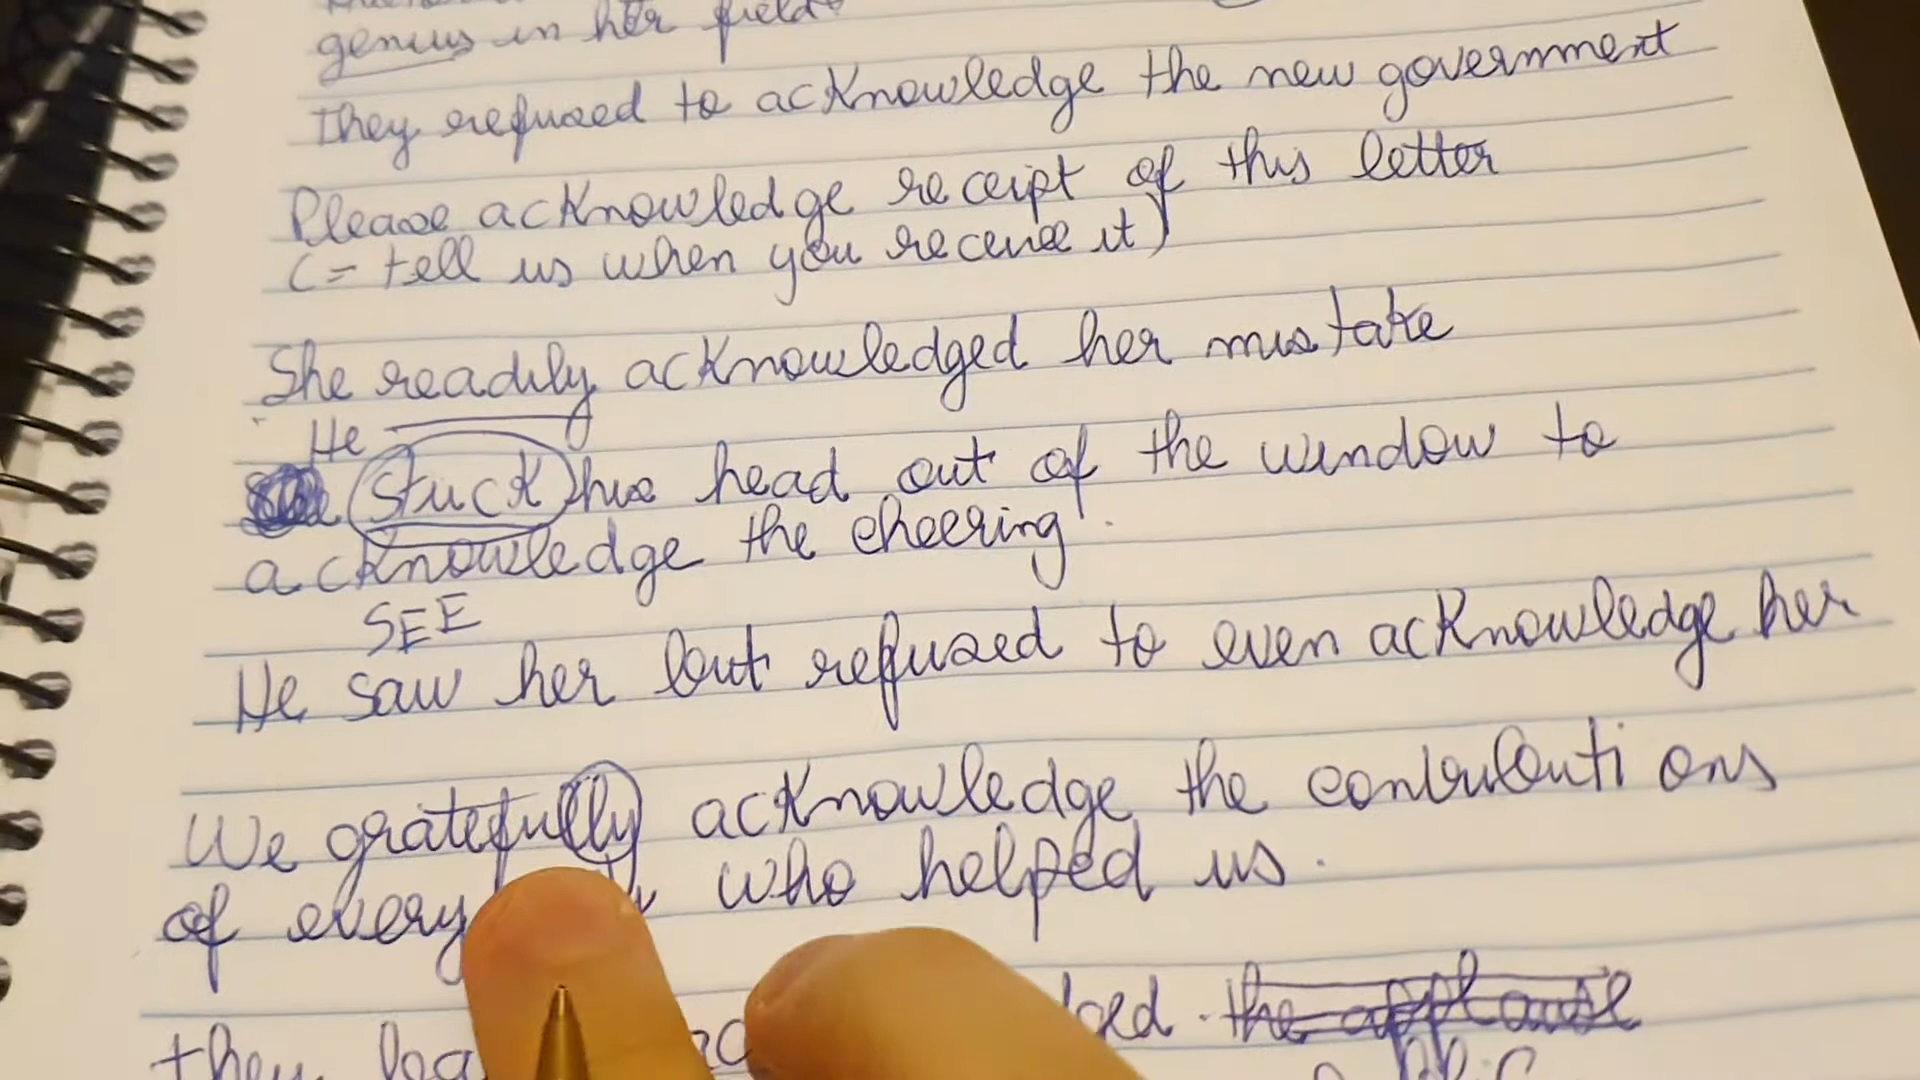 genius in her field
They refused to acknowledge the new government
Please acknowledge receipt of this letter
(= tell us when you receive it)
She readily acknowledged her mistake
He
stuck his head out of the window to
acknowledge the cheering.
SEE
He saw her but refused to even acknowledge her
We gratefully acknowledge the contributions
of every who helped us.
they the applause